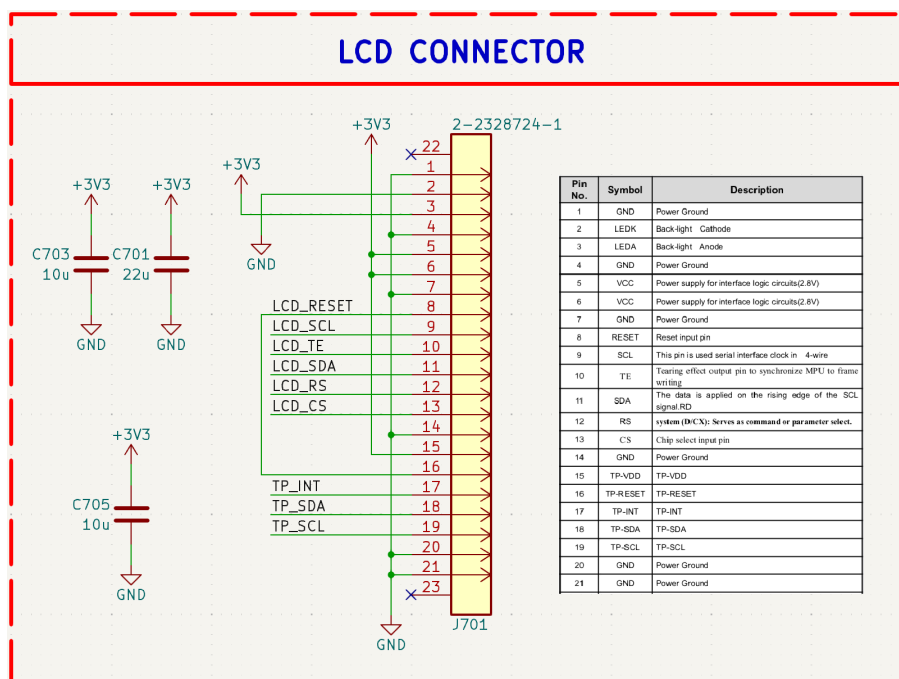 LCD CONNECTOR
+3V3
2-2328724-1
+3V3
+3V3
+3V3
C703
10u
C701
22u
GND
GND
GND
+3V3
C705
10u
GND
22
1
2
3
4
5
6
7
8
9
10
11
12
13
14
15
16
17
18
19
20
21
23
LCD_RESET
LCD_SCL
LCD_TE
LCD_SDA
LCD_RS
LCD_CS
TP_INT
TP_SDA
TP_SCL
J701
GND
Pin No. Symbol Description
1 GND Power Ground
2 LEDK Back-light Cathode
3 LEDA Back-light Anode
4 GND Power Ground
5 VCC Power supply for interface logic circuits(2.8V)
6 VCC Power supply for interface logic circuits(2.8V)
7 GND Power Ground
8 RESET Reset input pin
9 SCL This pin is used serial interface clock in 4-wire
10 TE Tearing effect output pin to synchronize MPU to frame
writing
11 SDA The data is applied on the rising edge of the SCL
signal.RD
12 RS system (D/CX): Serves as command or parameter select.
13 CS Chip select input pin
14 GND Power Ground
15 TP-VDD TP-VDD
16 TP-RESET TP-RESET
17 TP-INT TP-INT
18 TP-SDA TP-SDA
19 TP-SCL TP-SCL
20 GND Power Ground
21 GND Power Ground